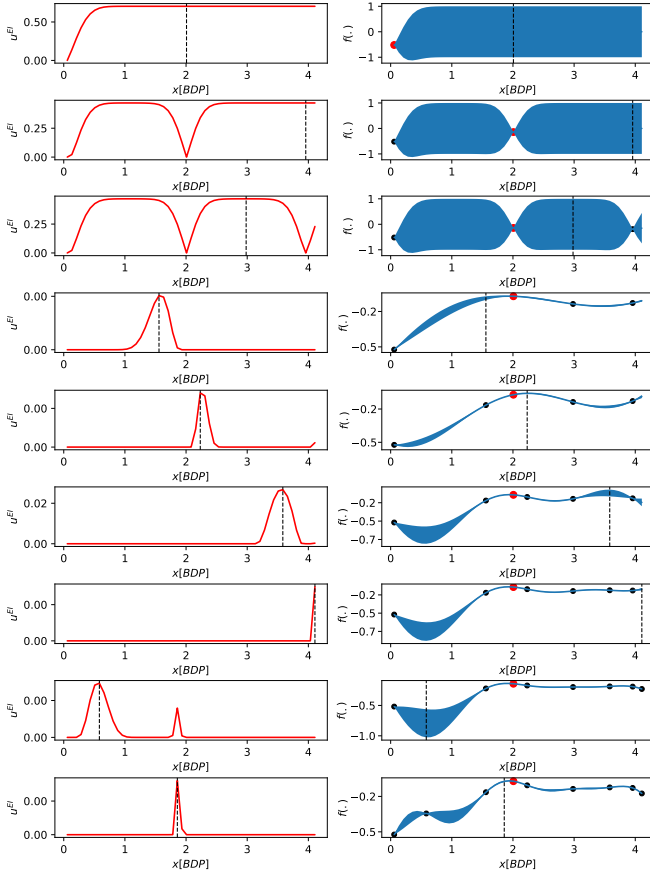 0.50
0.00
u^{EI}
0 1 2 3 4
x[BDP]
1
0
−1
f(.)
0 1 2 3 4
x[BDP]
0.25
0.00
u^{EI}
0 1 2 3 4
x[BDP]
1
0
−1
f(.)
0 1 2 3 4
x[BDP]
0.25
0.00
u^{EI}
0 1 2 3 4
x[BDP]
1
0
−1
f(.)
0 1 2 3 4
x[BDP]
0.00
0.00
u^{EI}
0 1 2 3 4
x[BDP]
−0.2
−0.5
f(.)
0 1 2 3 4
x[BDP]
0.00
0.00
u^{EI}
0 1 2 3 4
x[BDP]
−0.2
−0.5
f(.)
0 1 2 3 4
x[BDP]
0.02
0.00
u^{EI}
0 1 2 3 4
x[BDP]
−0.2
−0.5
−0.7
f(.)
0 1 2 3 4
x[BDP]
0.00
0.00
u^{EI}
0 1 2 3 4
x[BDP]
−0.2
−0.5
−0.7
f(.)
0 1 2 3 4
x[BDP]
0.00
0.00
u^{EI}
0 1 2 3 4
x[BDP]
−0.5
−1.0
f(.)
0 1 2 3 4
x[BDP]
0.00
0.00
u^{EI}
0 1 2 3 4
x[BDP]
−0.2
−0.5
f(.)
0 1 2 3 4
x[BDP]